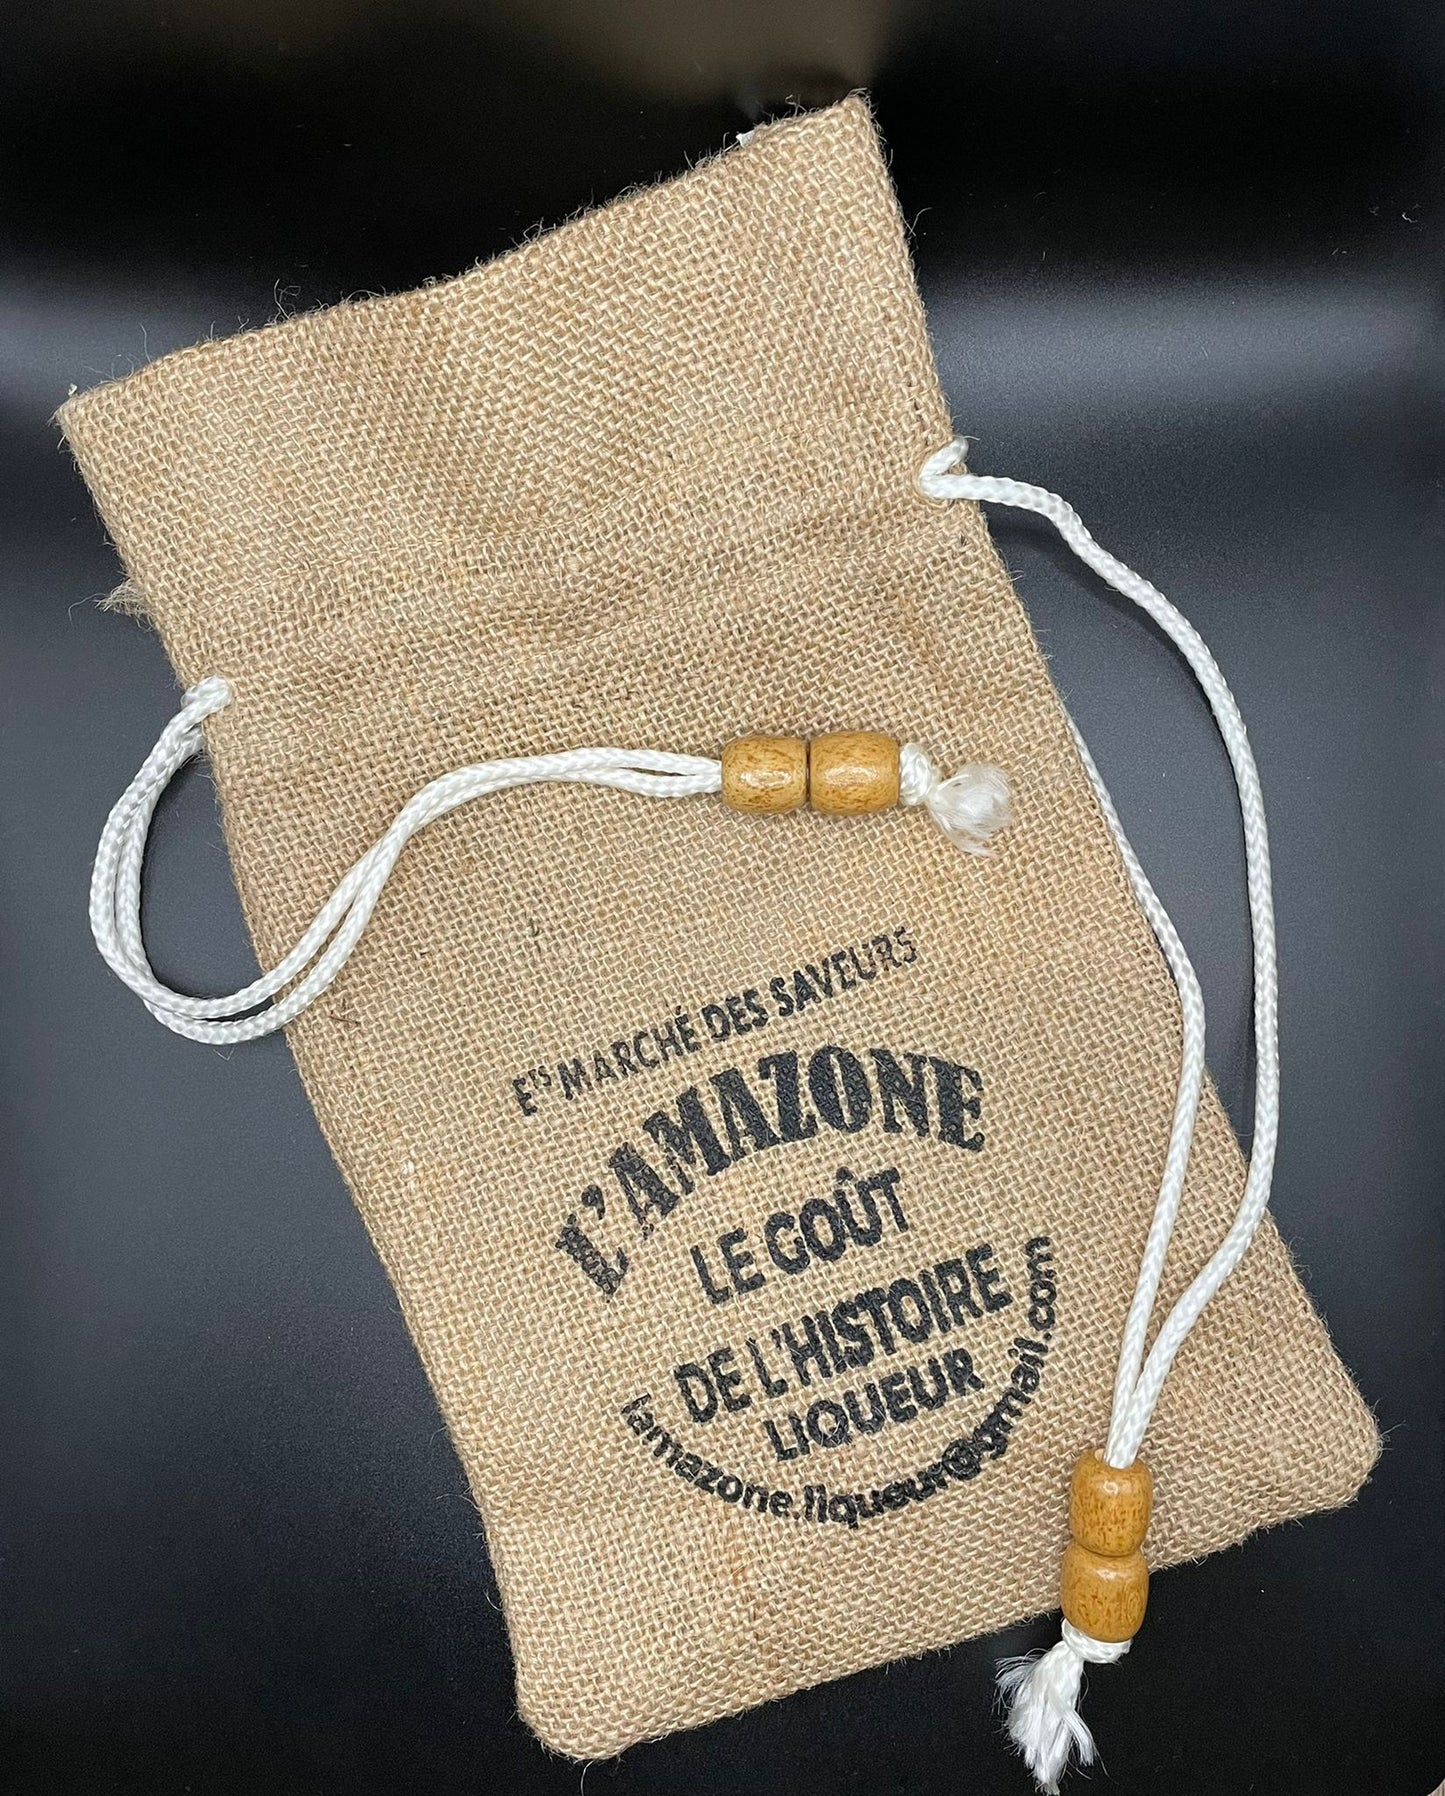 Ets MARCHÉ DES SAVEURS
L'AMAZONE
LE GOÛT
DE L'HISTOIRE
LIQUEUR
lamazone.liqueur@gmail.com